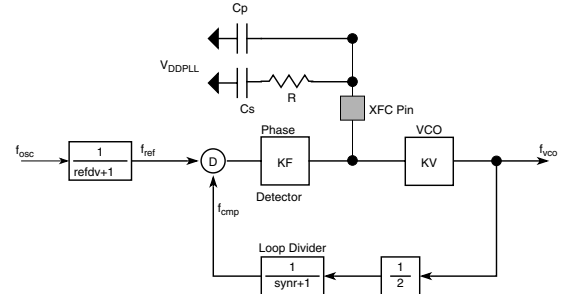 Cp
VDDPLL
Cs
R
XFC Pin
fosc
1
refdv+1
fref
D
Phase
KF
Detector
VCO
KV
fvco
fcmp
Loop Divider
1
synr+1
1
2